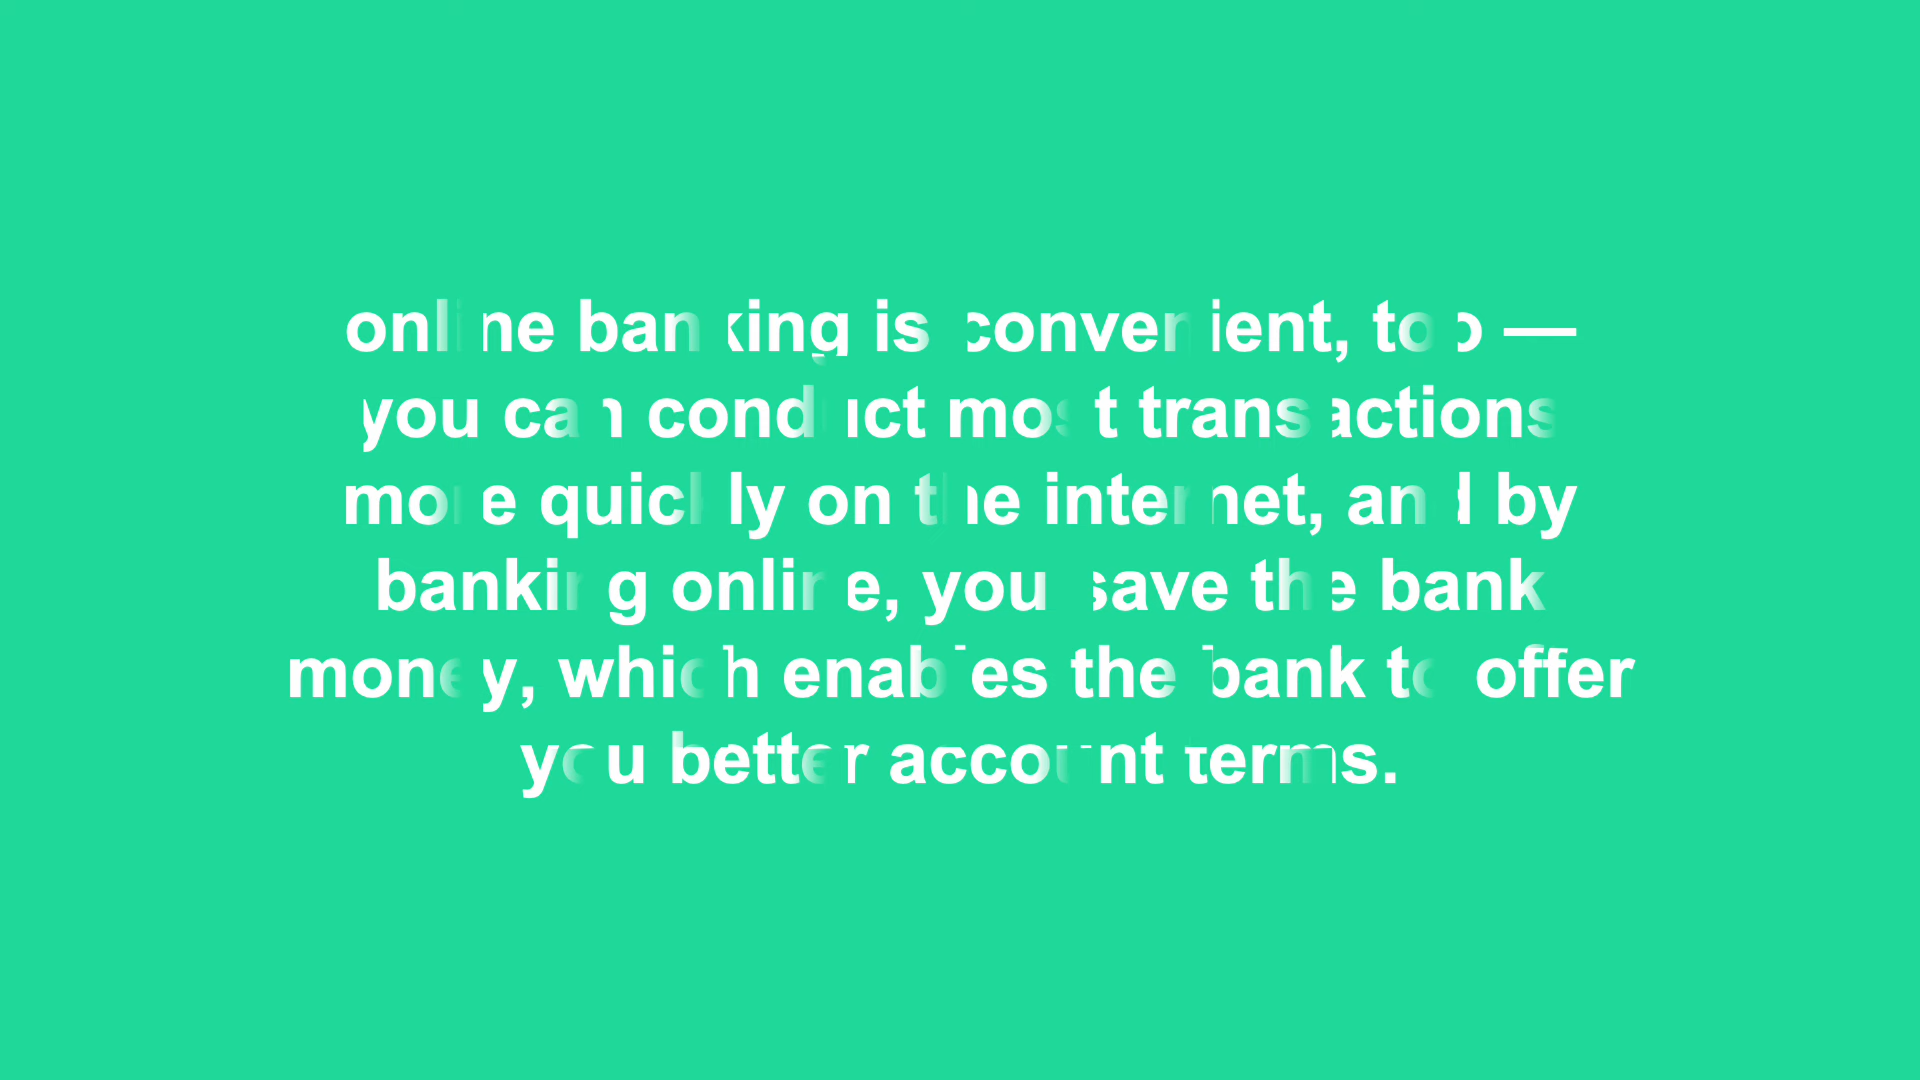 online banking is convenient, too —
you can conduct most transactions
more quickly on the internet, and by
banking online, you save the bank
money, which enables the bank to offer
you better account terms.